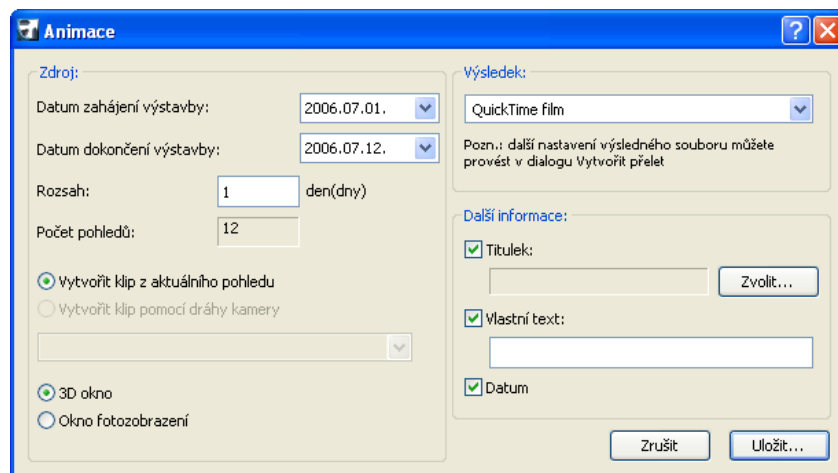 Animace
Zdroj:
Datum zahájení výstavby: 2006.07.01.
Datum dokončení výstavby: 2006.07.12.
Rozsah: 1 den(dny)
Počet pohledů: 12
Vytvořit klip z aktuálního pohledu
Vytvořit klip pomocí dráhy kamery
3D okno
Okno fotozobrazení
Výsledek:
QuickTime film
Pozn.: další nastavení výsledného souboru můžete
provést v dialogu Vytvořit přelet
Další informace:
Titulek:
Zvolit...
Vlastní text:
Datum
Zrušit
Uložit...